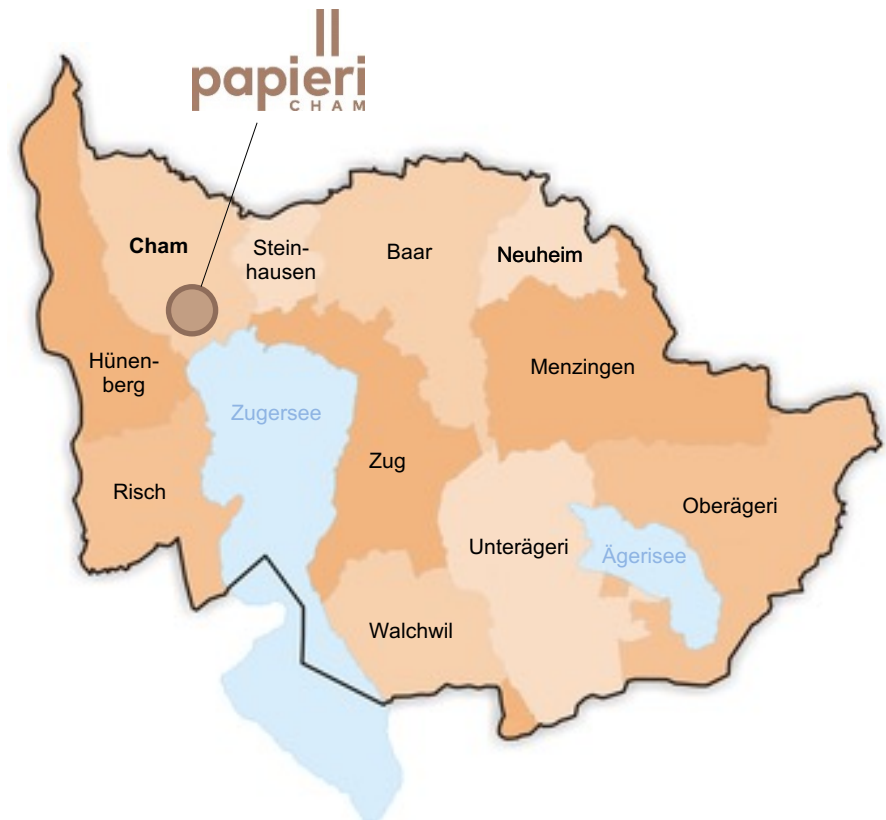 papieri
CHAM
Cham
Stein-
hausen
Baar
Neuheim
Hünen-
berg
Menzingen
Zugersee
Zug
Risch
Oberägeri
Unterägeri
Ägerisee
Walchwil